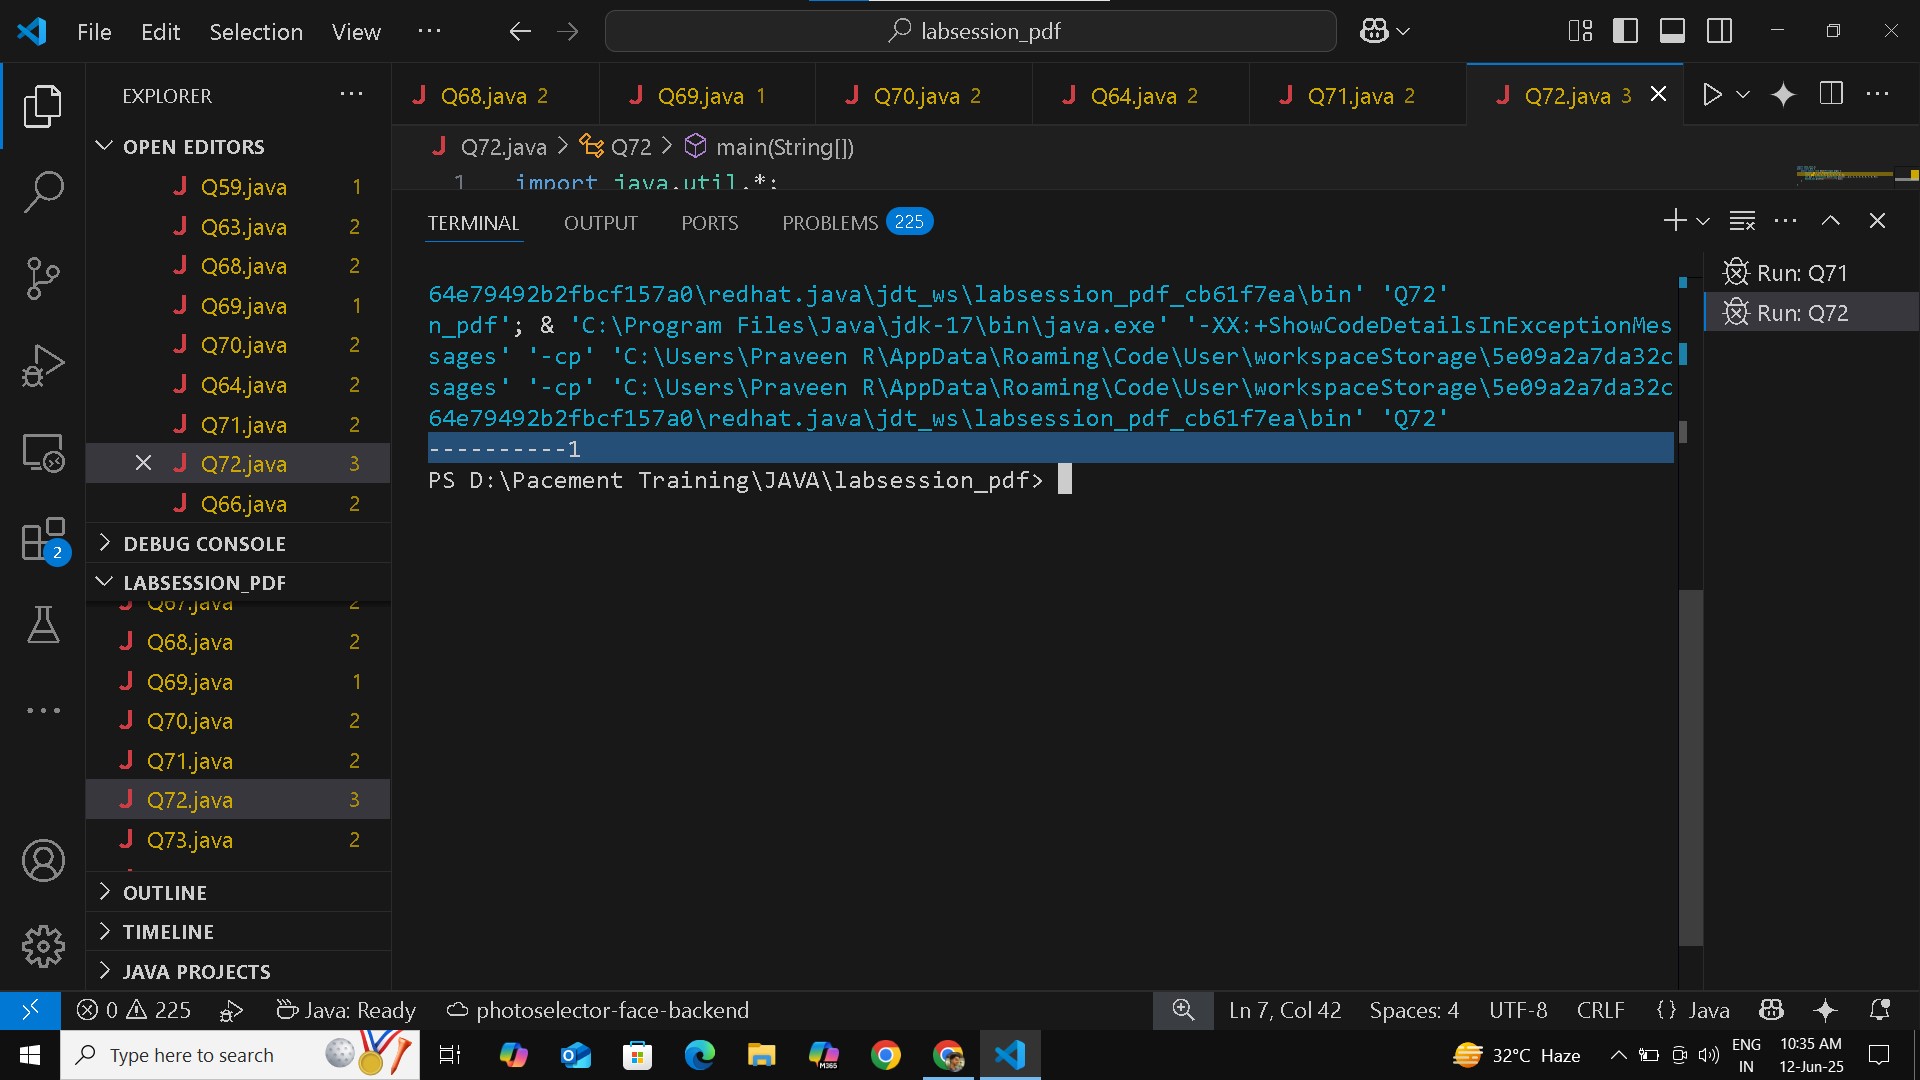 File Edit Selection View ··· labsession_pdf
EXPLORER ···
Q68.java 2 Q69.java 1 Q70.java 2 Q64.java 2 Q71.java 2 Q72.java 3
OPEN EDITORS
Q59.java 1
Q63.java 2
Q68.java 2
Q69.java 1
Q70.java 2
Q64.java 2
Q71.java 2
Q72.java 3
Q66.java 2
DEBUG CONSOLE
LABSESSION_PDF
Q67.java 2
Q68.java 2
Q69.java 1
Q70.java 2
Q71.java 2
Q72.java 3
Q73.java 2
OUTLINE
TIMELINE
JAVA PROJECTS
2
Q72.java > Q72 > main(String[])
1 import java.util.*;
TERMINAL OUTPUT PORTS PROBLEMS 225
64e79492b2fbcf157a0\redhat.java\jdt_ws\labsession_pdf_cb61f7ea\bin' 'Q72'
n_pdf'; & 'C:\Program Files\Java\jdk-17\bin\java.exe' '-XX:+ShowCodeDetailsInExceptionMes
sages' '-cp' 'C:\Users\Praveen R\AppData\Roaming\Code\User\workspaceStorage\5e09a2a7da32c
sages' '-cp' 'C:\Users\Praveen R\AppData\Roaming\Code\User\workspaceStorage\5e09a2a7da32c
64e79492b2fbcf157a0\redhat.java\jdt_ws\labsession_pdf_cb61f7ea\bin' 'Q72'
----------1
PS D:\Pacement Training\JAVA\labsession_pdf>
Run: Q71
Run: Q72
0 225 Java: Ready photoselector-face-backend Ln 7, Col 42 Spaces: 4 UTF-8 CRLF {} Java
Type here to search M365 32°C Haze ENG IN 10:35 AM 12-Jun-25